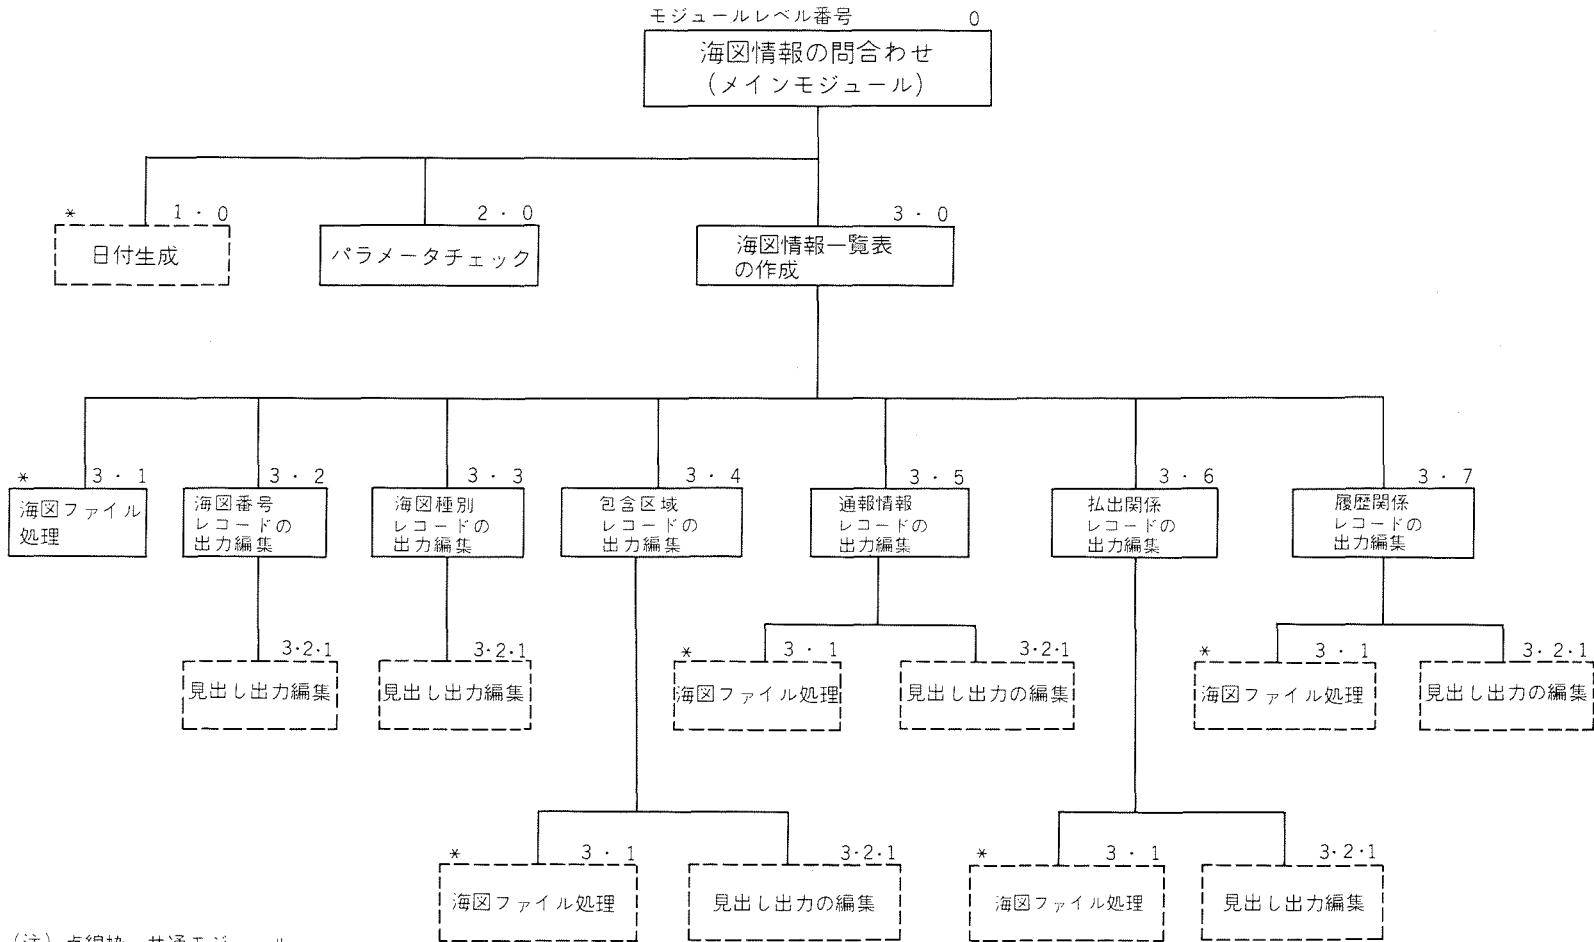 モジュールレベル番号 0
海図情報の問合わせ
(メインモジュール)
* 1・0
日付生成
2・0
パラメータチェック
3・0
海図情報一覧表
の作成
* 3・1
海図ファイル
処理
3・2
海図番号
レコードの
出力編集
3・3
海図種別
レコードの
出力編集
3・4
包含区域
レコードの
出力編集
3・5
通報情報
レコードの
出力編集
3・6
払出関係
レコードの
出力編集
3・7
履歴関係
レコードの
出力編集
3・2・1
見出し出力編集
3・2・1
見出し出力編集
* 3・1
海図ファイル処理
3・2・1
見出し出力の編集
* 3・1
海図ファイル処理
3・2・1
見出し出力の編集
* 3・1
海図ファイル処理
3・2・1
見出し出力の編集
* 3・1
海図ファイル処理
3・2・1
見出し出力編集
(注) 点線枠 共通モジュール